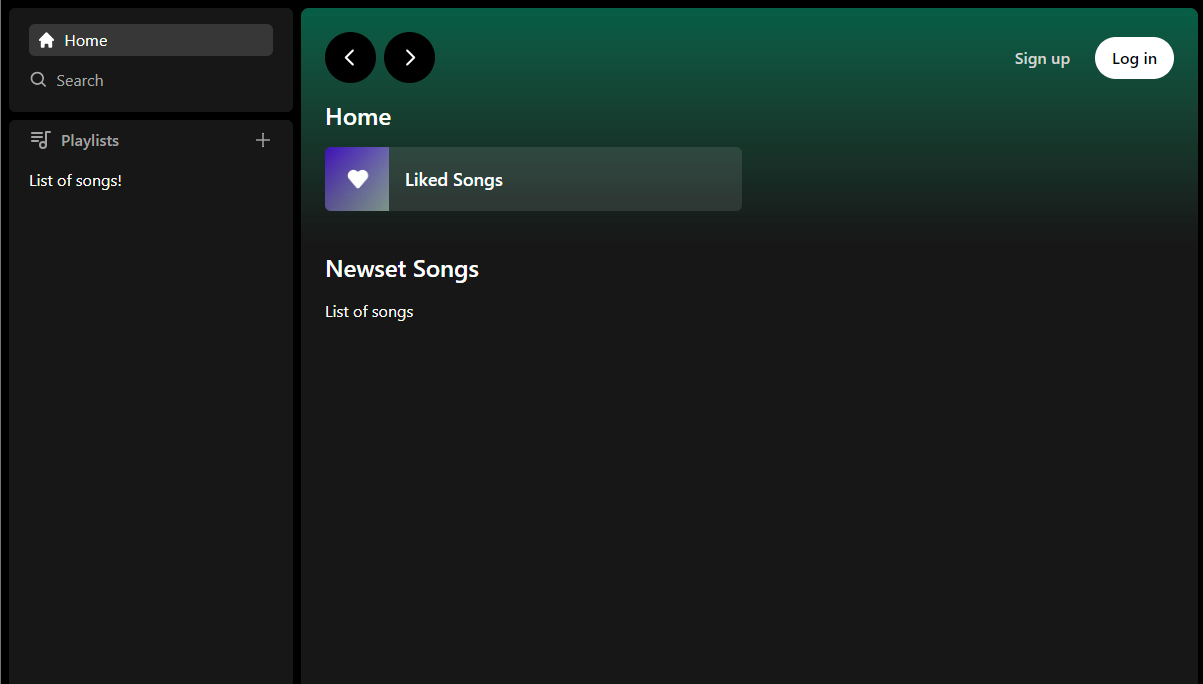 Home
Search
Playlists
List of songs!
Sign up
Log in
Home
Liked Songs
Newset Songs
List of songs